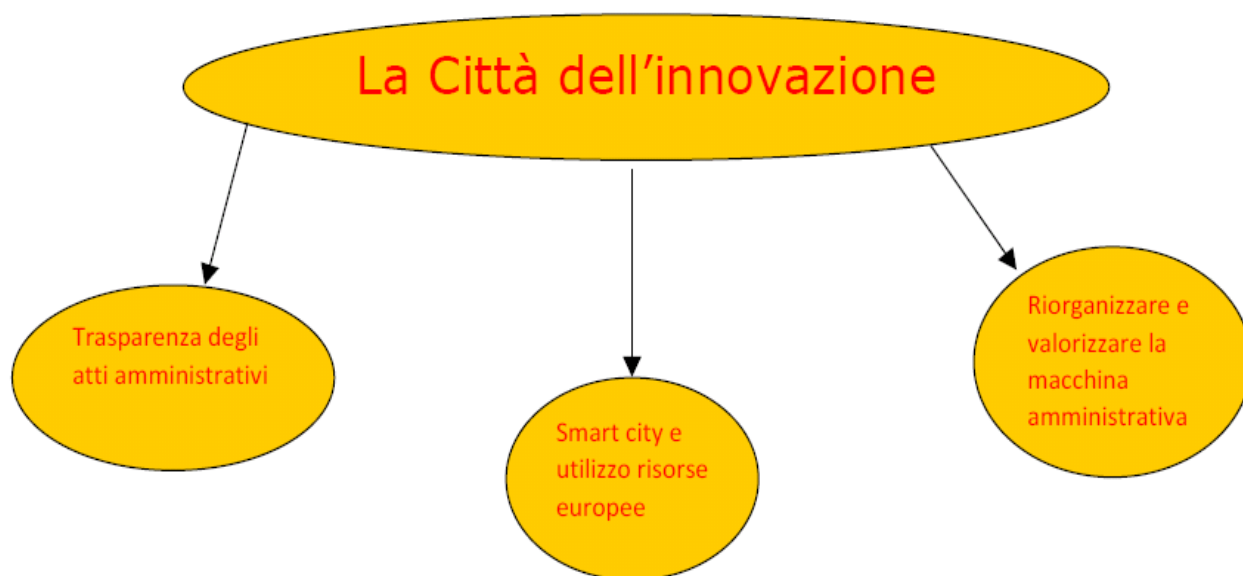 La Città dell’innovazione
Trasparenza degli
atti amministrativi
Smart city e
utilizzo risorse
europee
Riorganizzare e
valorizzare la
macchina
amministrativa